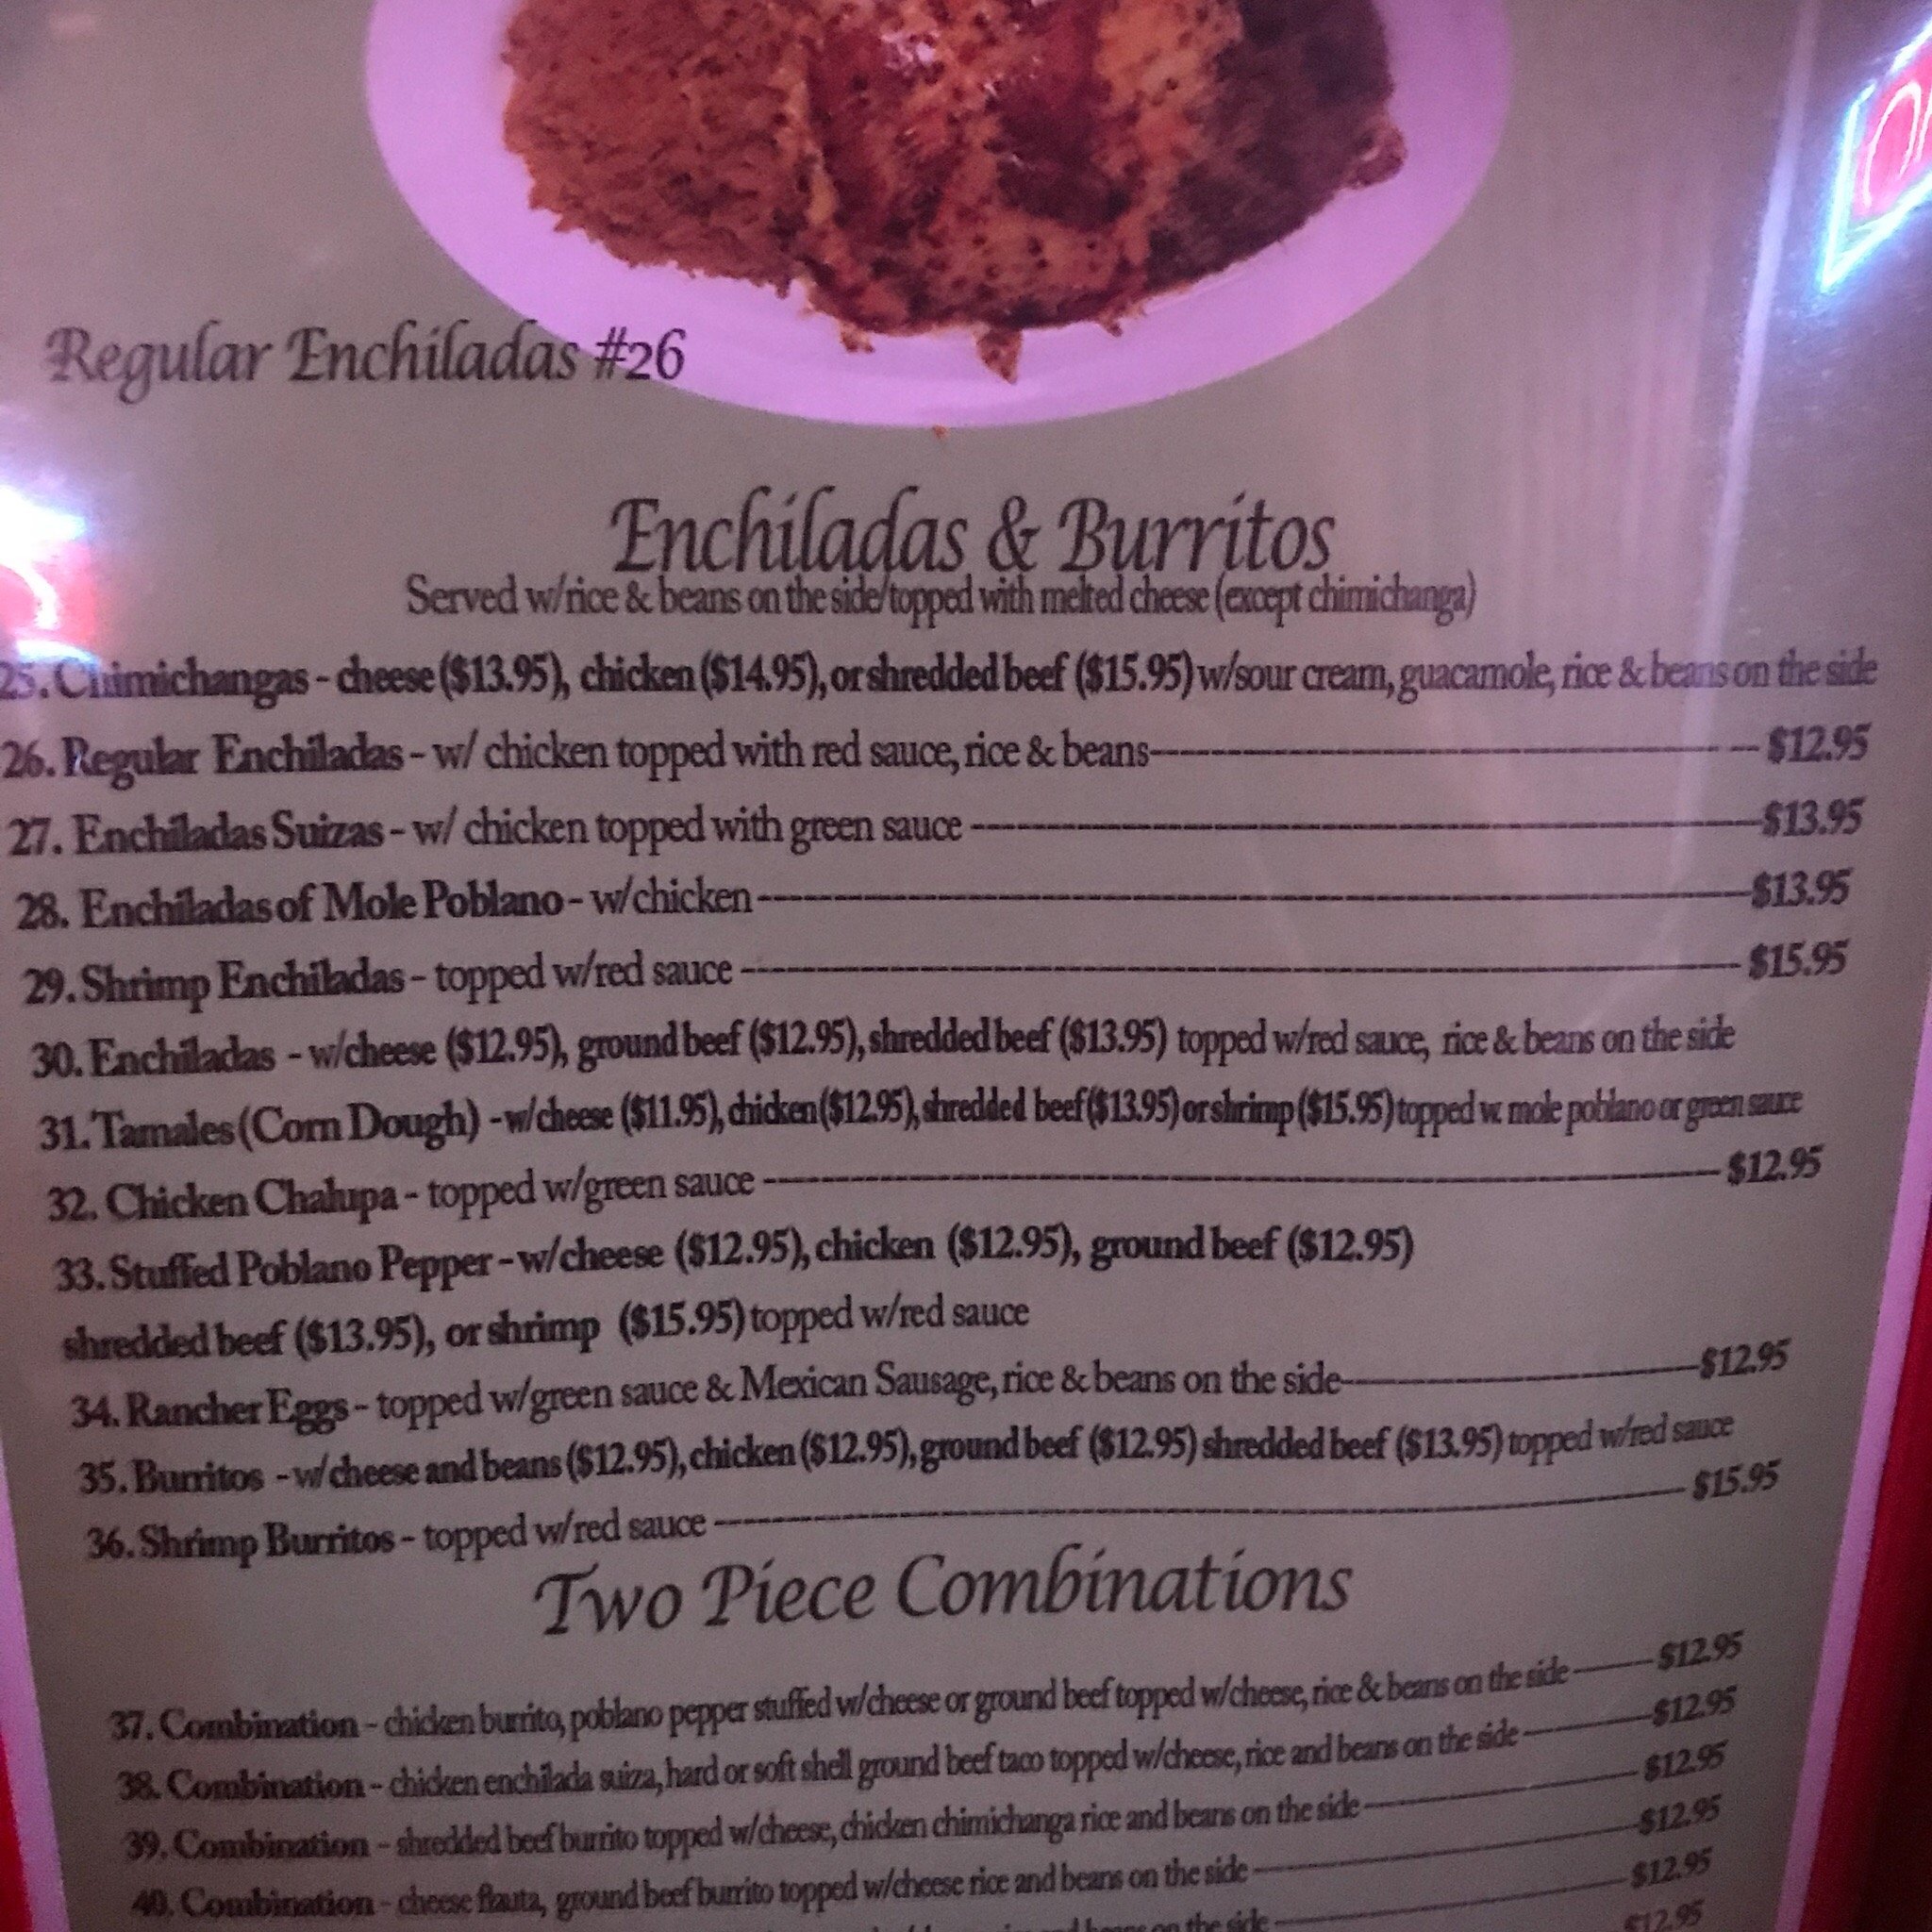 Regular Enchiladas #26
Enchiladas & Burritos
Served w/rice & beans on the side/topped with melted cheese (except chimichanga)
25. Chimichangas - cheese ($13.95), chicken ($14.95), or shredded beef ($15.95) w/sour cream, guacamole, rice & beans on the side
26. Regular Enchiladas - w/ chicken topped with red sauce, rice & beans--- $12.95
27. Enchiladas Suizas - w/ chicken topped with green sauce ---$13.95
28. Enchiladas of Mole Poblano - w/chicken---$13.95
29. Shrimp Enchiladas - topped w/red sauce ---$15.95
30. Enchiladas - w/cheese ($12.95), ground beef ($12.95), shredded beef ($13.95) topped w/red sauce, rice & beans on the side
31. Tamales (Corn Dough) -w/cheese ($11.95), chicken ($12.95), shredded beef ($13.95) or shrimp ($15.95) topped w. mole poblano or green sauce
32. Chicken Chalupa - topped w/green sauce ---$12.95
33. Stuffed Poblano Pepper - w/cheese ($12.95), chicken ($12.95), ground beef ($12.95)
shredded beef ($13.95), or shrimp ($15.95) topped w/red sauce
34. Rancher Eggs - topped w/green sauce & Mexican Sausage, rice & beans on the side---$12.95
35. Burritos - w/cheese and beans ($12.95), chicken ($12.95), ground beef ($12.95) shredded beef ($13.95) topped w/red sauce
36. Shrimp Burritos - topped w/red sauce ---$15.95
Two Piece Combinations
37. Combination - chicken burrito, poblano pepper stuffed w/cheese or ground beef topped w/cheese, rice & beans on the side ---$12.95
38. Combination - chicken enchilada suiza, hard or soft shell ground beef taco topped w/cheese, rice and beans on the side ---$12.95
39. Combination - shredded beef burrito topped w/cheese, chicken chimichanga rice and beans on the side ---$12.95
40. Combination - cheese flauta, ground beef burrito topped w/cheese rice and beans on the side ---$12.95
beans on the side ---$12.95
$12.95